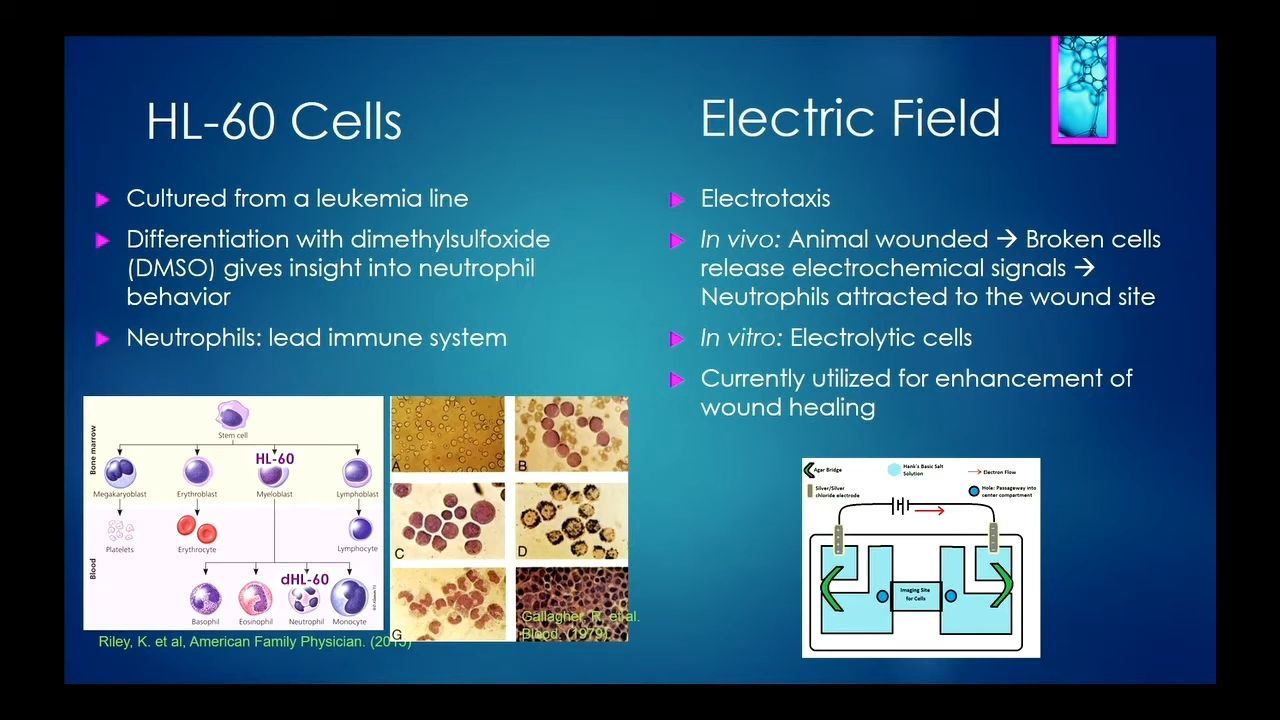 HL-60 Cells
Cultured from a leukemia line
Differentiation with dimethylsulfoxide
(DMSO) gives insight into neutrophil
behavior
Neutrophils: lead immune system
Bone marrow
Stem cell
HL-60
Megakaryoblast
Erythroblast
Myeloblast
Lymphoblast
Platelets
Erythrocyte
Lymphocyte
Blood
dHL-60
Basophil
Eosinophil
Neutrophil
Monocyte
Riley, K. et al, American Family Physician. (2015)
A
B
C
D
G
Gallagher, R. et al.
Blood. (1979)
Electric Field
Electrotaxis
In vivo: Animal wounded → Broken cells
release electrochemical signals →
Neutrophils attracted to the wound site
In vitro: Electrolytic cells
Currently utilized for enhancement of
wound healing
Agar Bridge
Hank's Basic Salt
Solution
Electron Flow
Silver/Silver
chloride electrode
Hole: Passageway into
center compartment
Imaging Site
for Cells